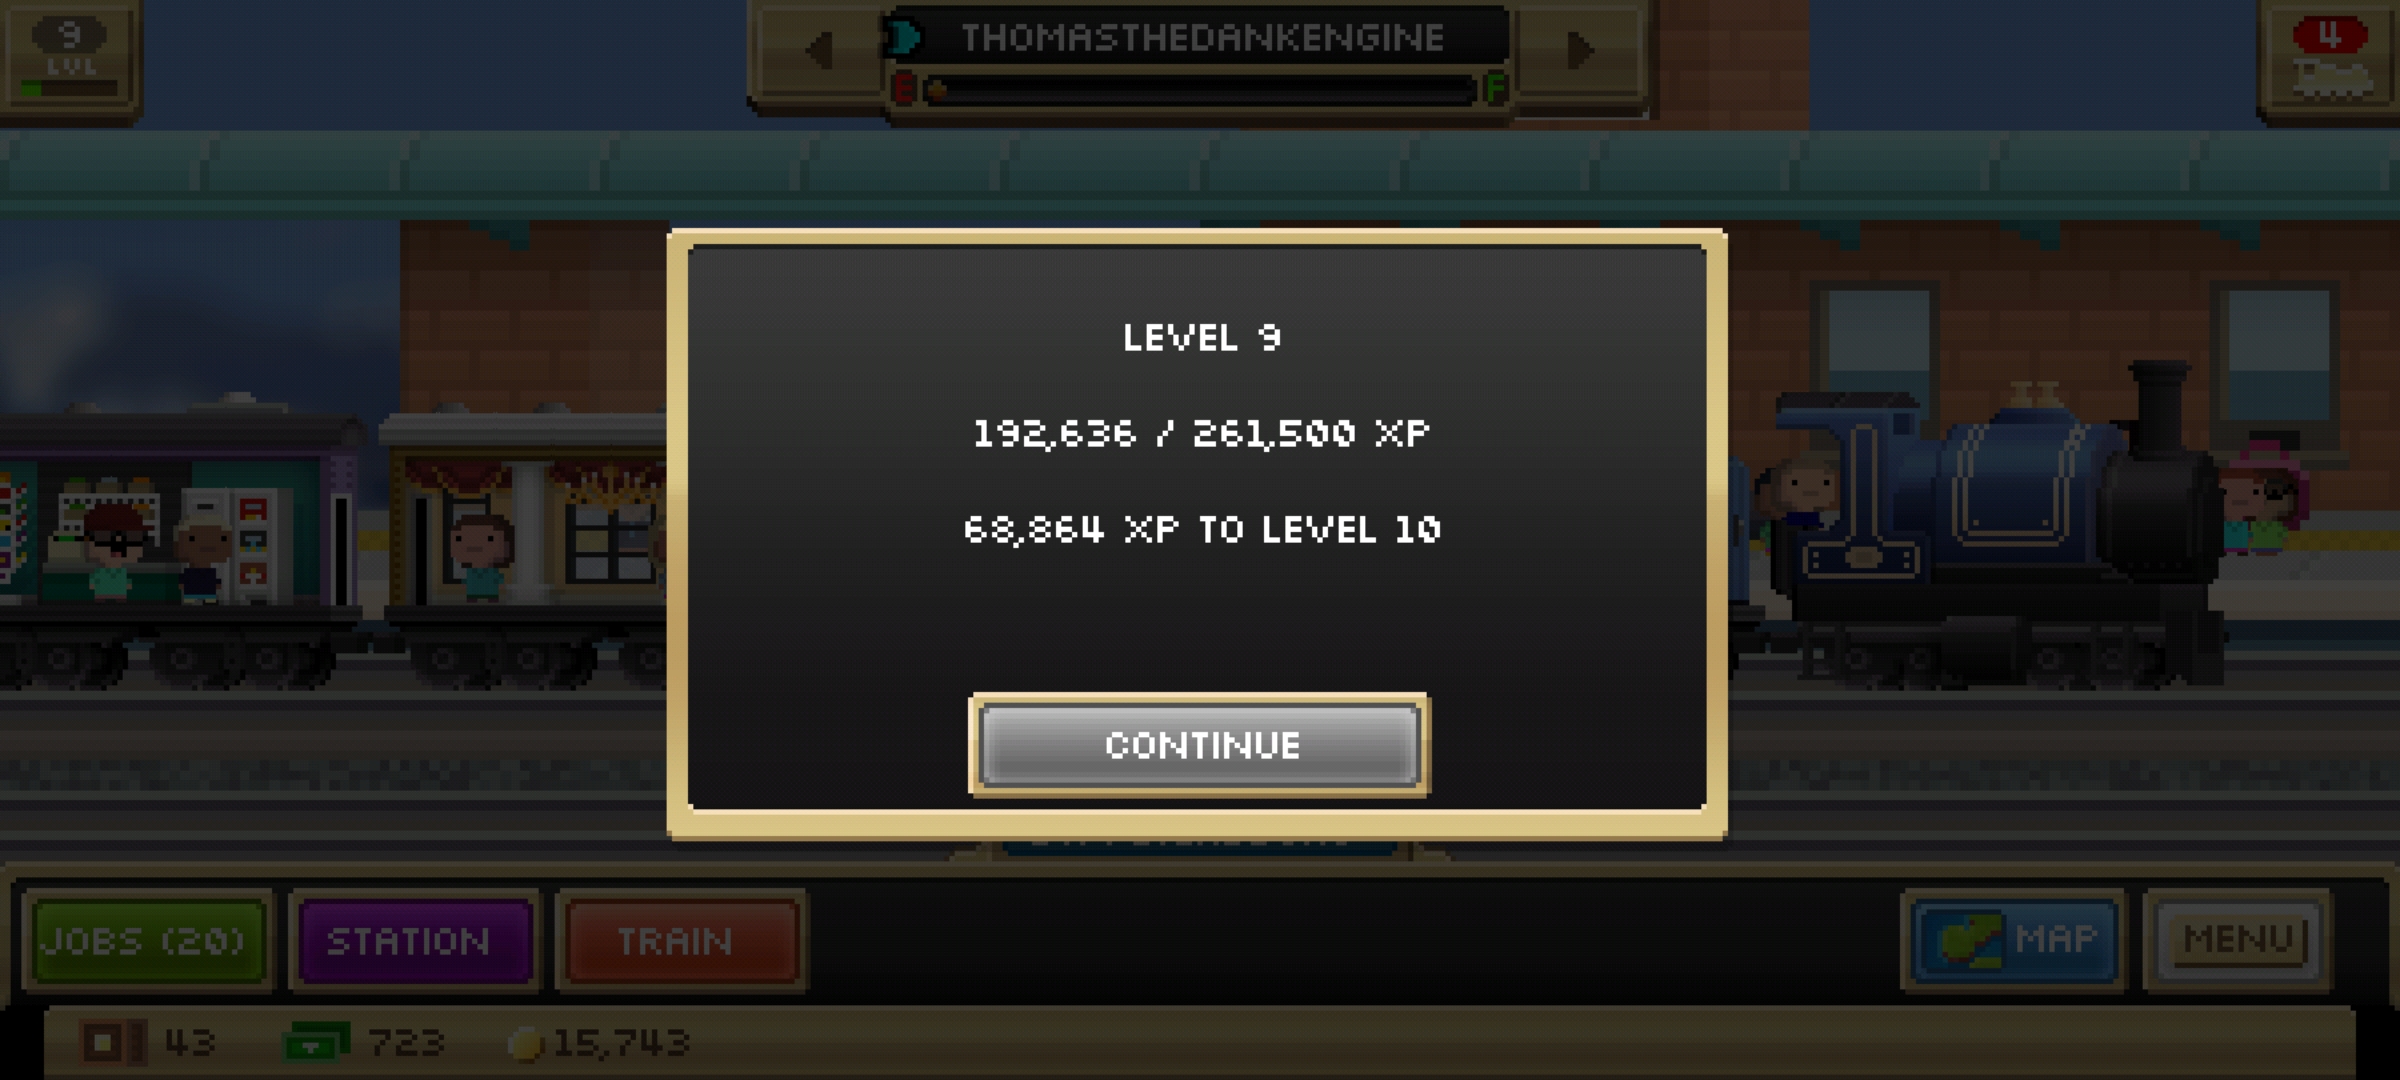 9
LVL
THOMASTHEDANKENGINE
E
F
4
LEVEL 9
192,636 / 261,500 XP
68,864 XP TO LEVEL 10
CONTINUE
JOBS (20)
STATION
TRAIN
MAP
MENU
43
723
15,743